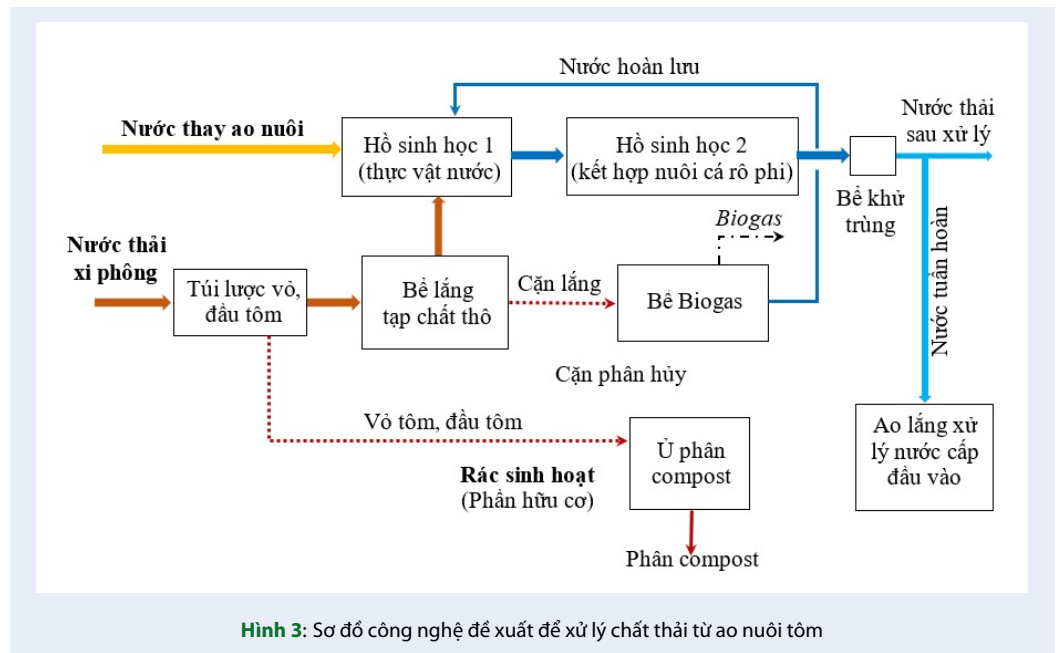 Nước hoàn lưu
Nước thay ao nuôi
Hồ sinh học 1
(thực vật nước)
Hồ sinh học 2
(kết hợp nuôi cá rô phi)
Nước thải
sau xử lý
Bể khử
trùng
Biogas
Nước thải
xi phông
Túi lược vỏ,
đầu tôm
Bể lắng
tạp chất thô
Cặn lắng
Bể Biogas
Nước tuần hoàn
Cặn phân hủy
Vỏ tôm, đầu tôm
Rác sinh hoạt
(Phần hữu cơ)
Ủ phân
compost
Ao lắng xử
lý nước cấp
đầu vào
Phân compost
Hình 3: Sơ đồ công nghệ đề xuất để xử lý chất thải từ ao nuôi tôm